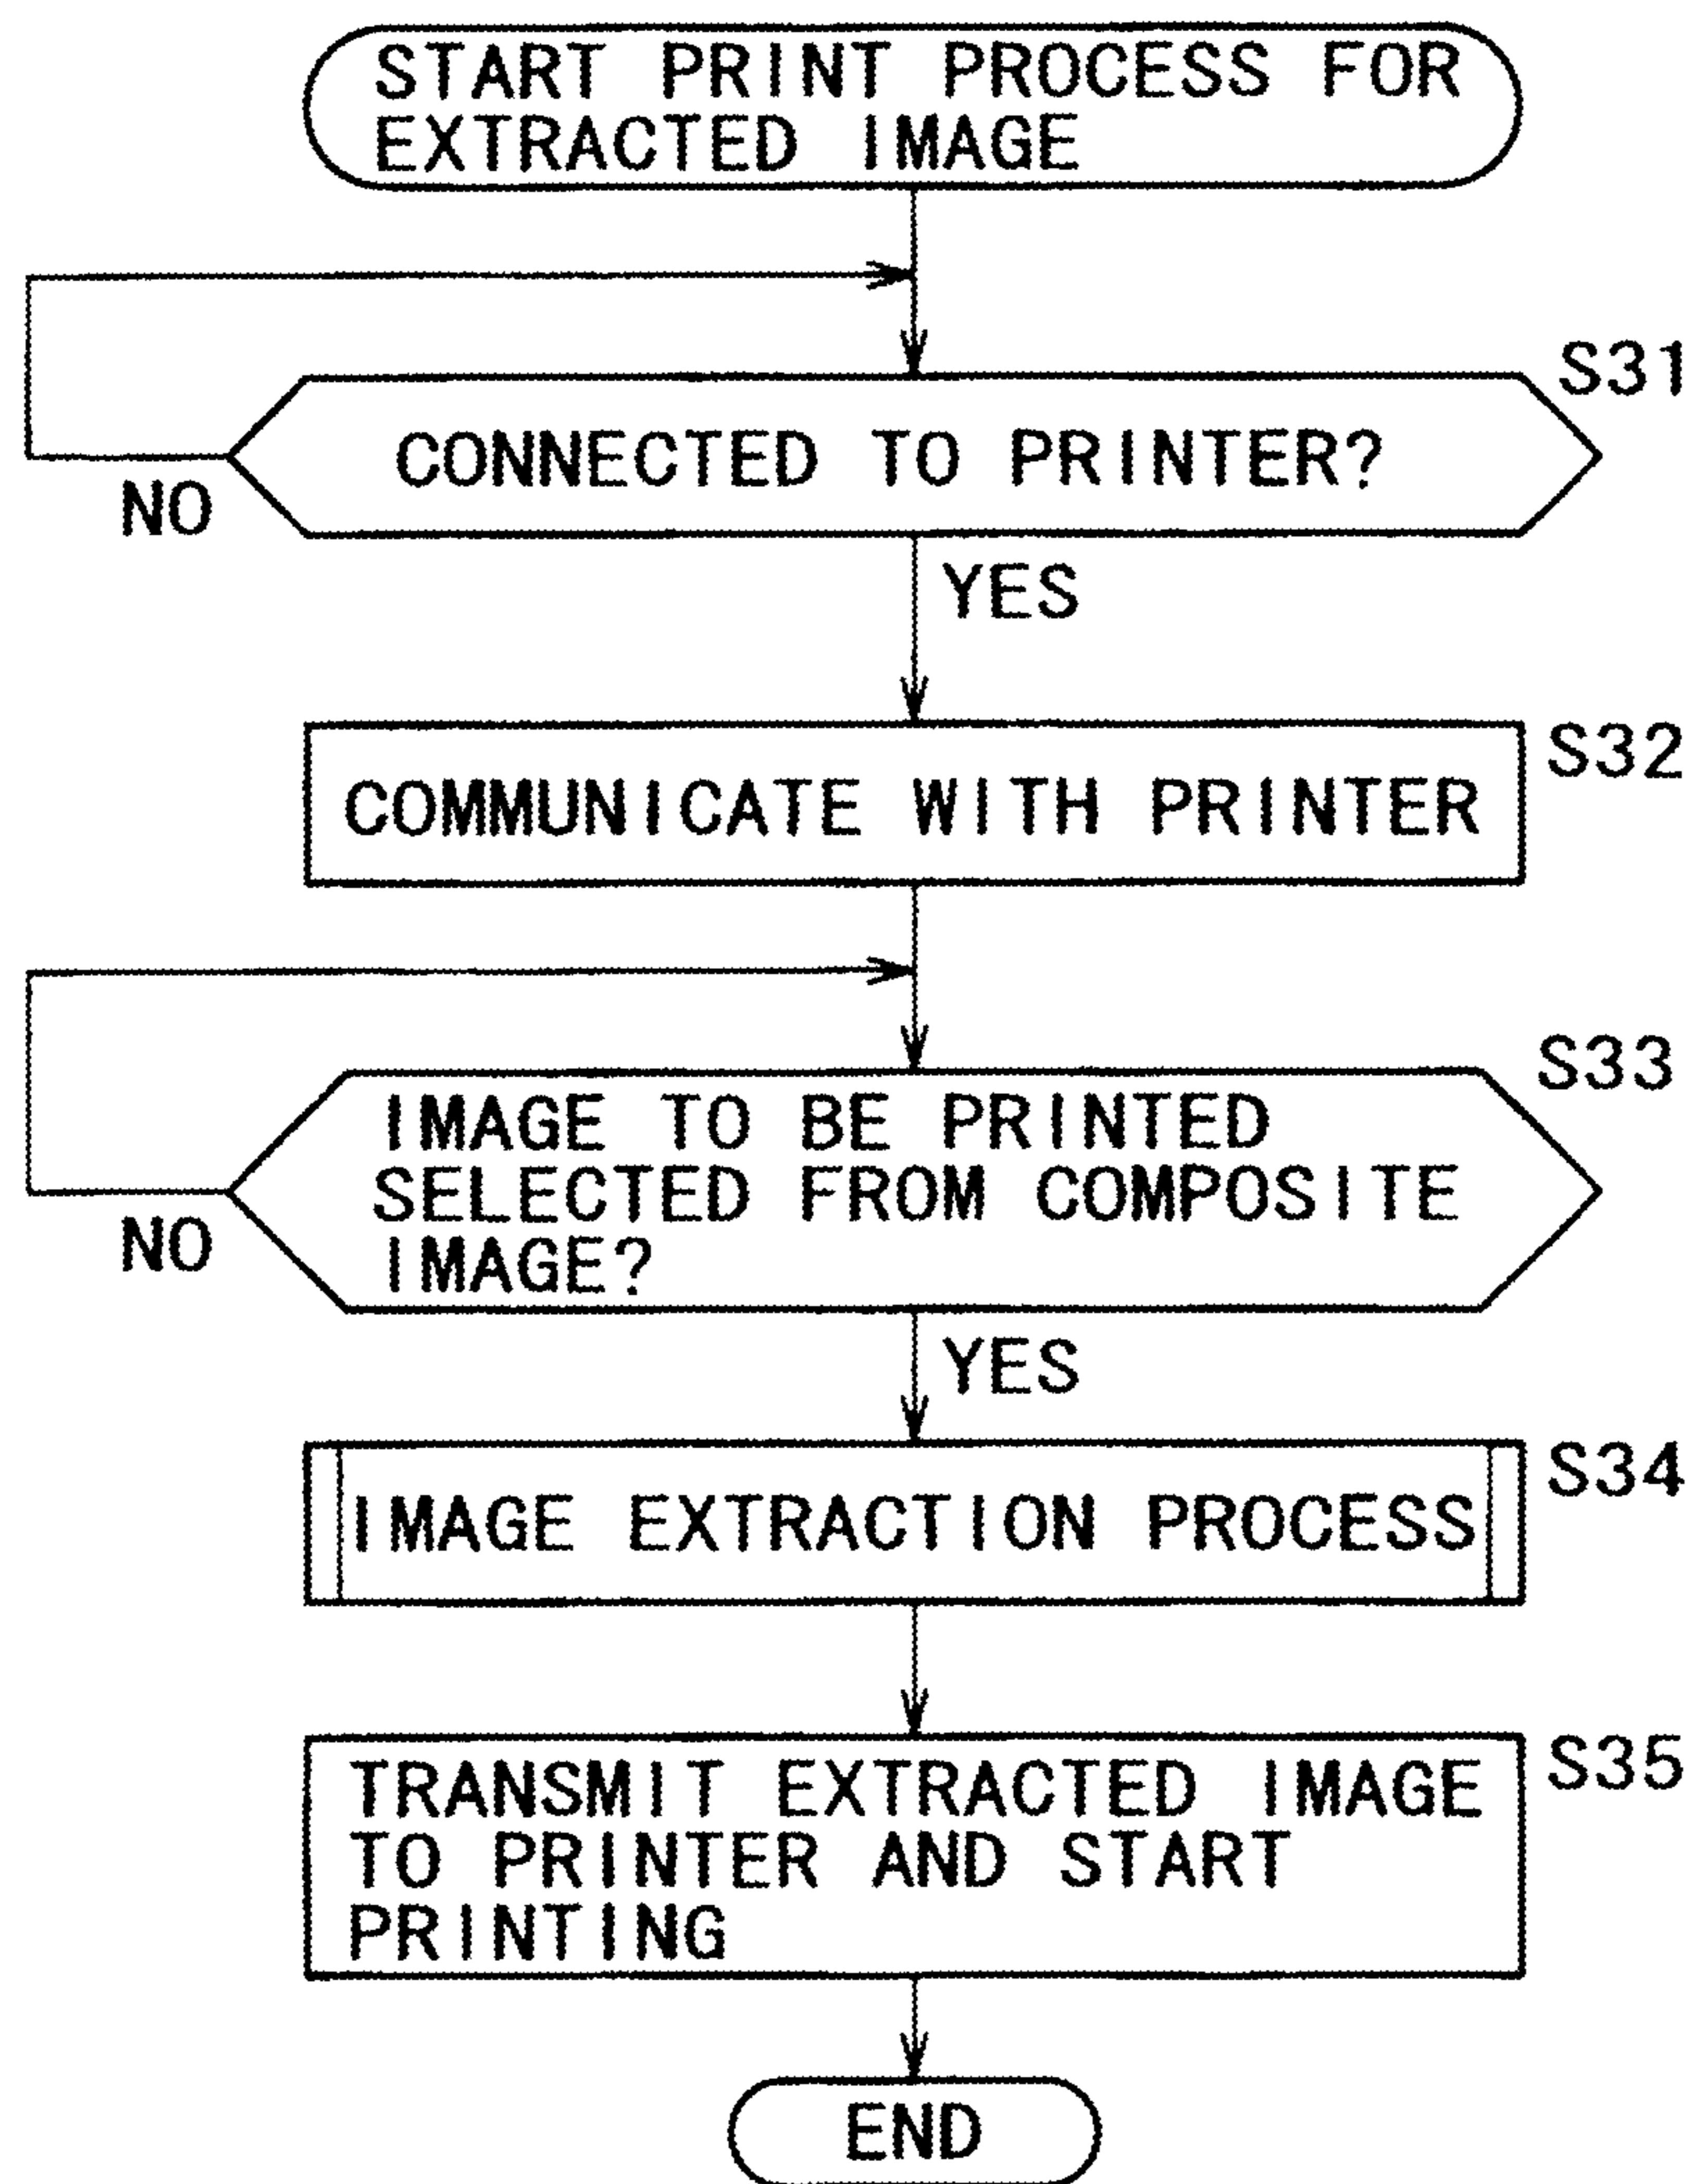 START PRINT PROCESS FOR
EXTRACTED IMAGE
S31
CONNECTED TO PRINTER?
NO
YES
S32
COMMUNICATE WITH PRINTER
S33
IMAGE TO BE PRINTED
SELECTED FROM COMPOSITE
IMAGE?
NO
YES
S34
IMAGE EXTRACTION PROCESS
S35
TRANSMIT EXTRACTED IMAGE
TO PRINTER AND START
PRINTING
END